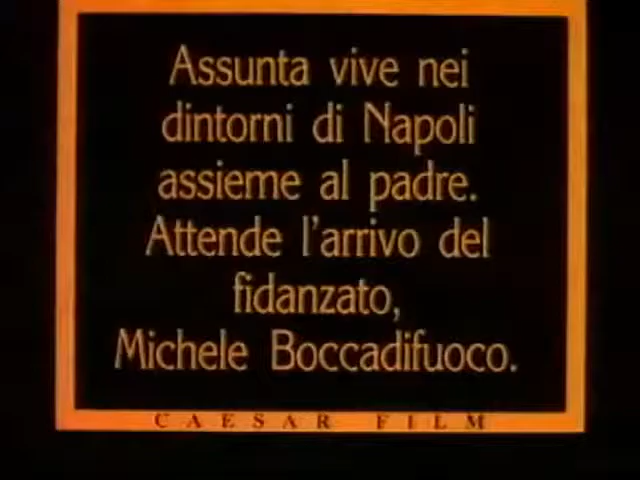 Assunta vive nei
dintorni di Napoli
assieme al padre.
Attende l'arrivo del
fidanzato,
Michele Boccadifuoco.
CAESAR FILM